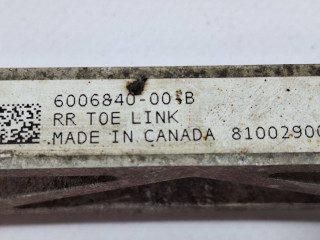 6006840-00-B
RR TOE LINK
MADE IN CANADA 81002900